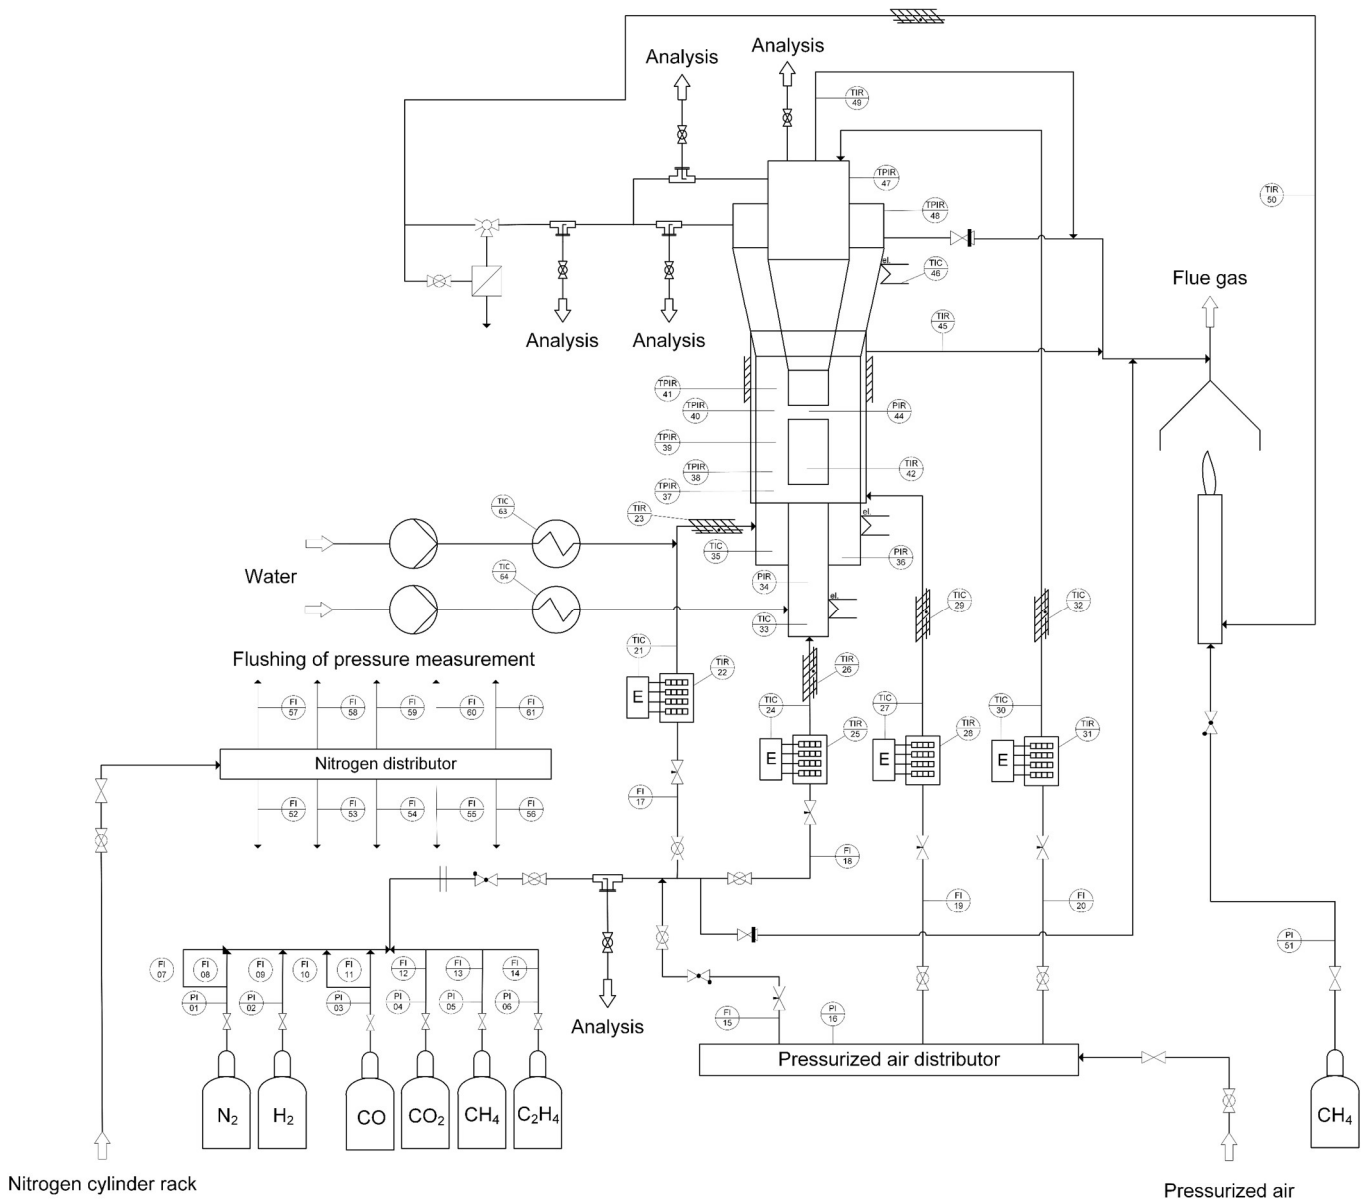 Analysis
Analysis
TIR
49
TPIR
47
TIR
50
TPIR
48
el.
TIC
46
Flue gas
Analysis
Analysis
TIR
45
TPIR
41
TPIR
40
PIR
44
TPIR
39
TIR
42
TPIR
38
TPIR
37
TIC
63
TIR
23
el.
TIC
35
PIR
36
Water
TIC
64
PIR
34
el.
TIC
33
TIC
29
TIC
32
TIC
21
TIR
22
TIR
26
Flushing of pressure measurement
E
FI
57
FI
58
FI
59
FI
60
FI
61
TIC
24
TIR
25
TIC
27
TIR
28
TIC
30
TIR
31
E
E
E
Nitrogen distributor
FI
17
FI
52
FI
53
FI
54
FI
55
FI
56
FI
18
FI
19
FI
20
PI
51
FI
07
FI
08
FI
09
FI
10
FI
11
FI
12
FI
13
FI
14
PI
01
PI
02
PI
03
PI
04
PI
05
PI
06
Analysis
FI
15
PI
16
Pressurized air distributor
N2
H2
CO
CO2
CH4
C2H4
CH4
Nitrogen cylinder rack
Pressurized air